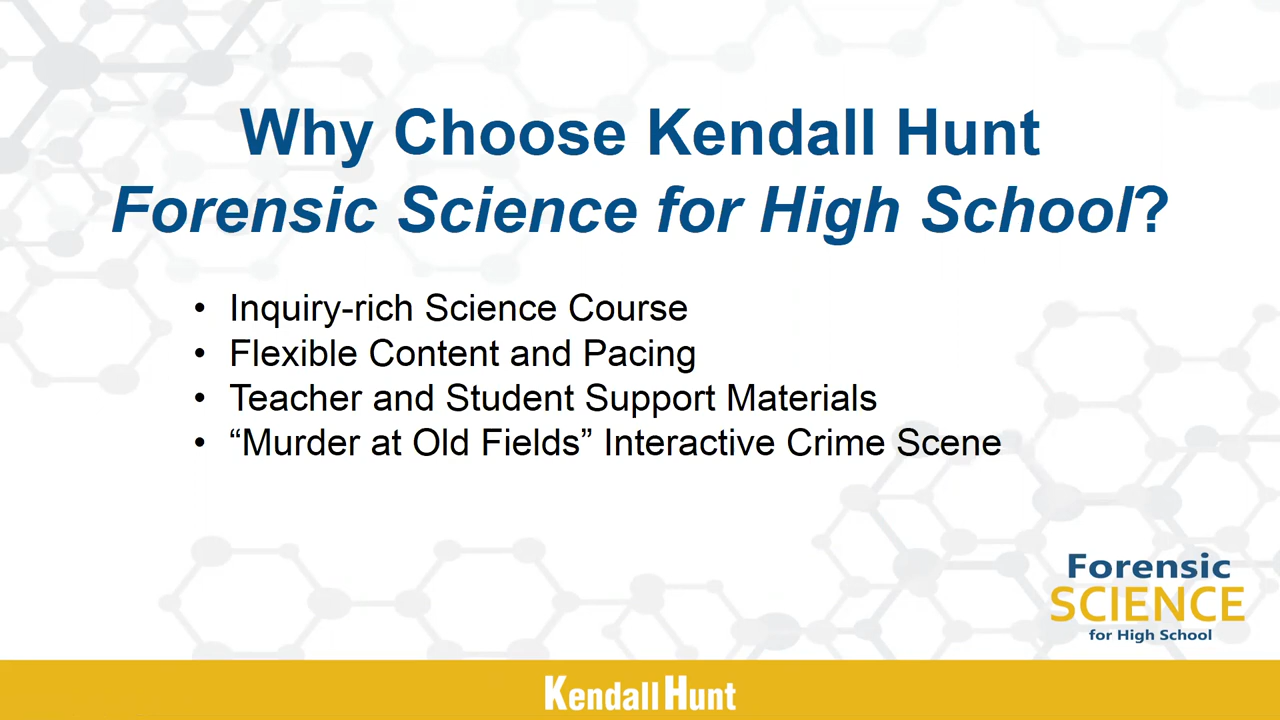 Why Choose Kendall Hunt
Forensic Science for High School?
• Inquiry-rich Science Course
• Flexible Content and Pacing
• Teacher and Student Support Materials
• “Murder at Old Fields” Interactive Crime Scene
Forensic
SCIENCE
for High School
Kendall Hunt